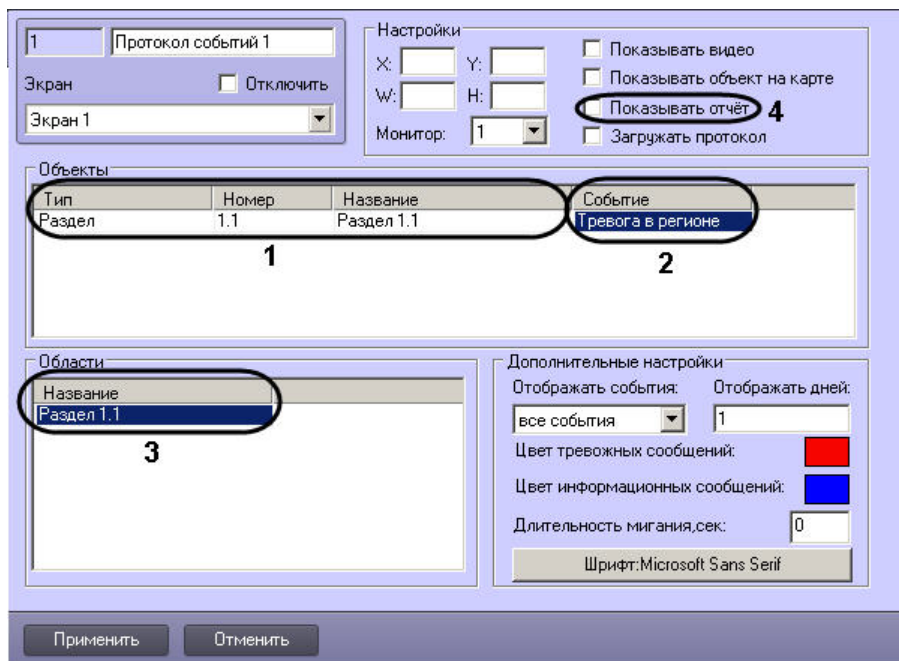 1
Протокол событий 1
Экран
Отключить
Экран 1
Настройки
X:
Y:
W:
H:
Монитор:
1
Показывать видео
Показывать объект на карте
Показывать отчёт
4
Загружать протокол
Объекты
Тип Номер Название Событие
Раздел 1.1 Раздел 1.1 Тревога в регионе
1
2
Области
Название
Раздел 1.1
3
Дополнительные настройки
Отображать события: Отображать дней:
все события 1
Цвет тревожных сообщений:
Цвет информационных сообщений:
Длительность мигания,сек: 0
Шрифт:Microsoft Sans Serif
Применить Отменить